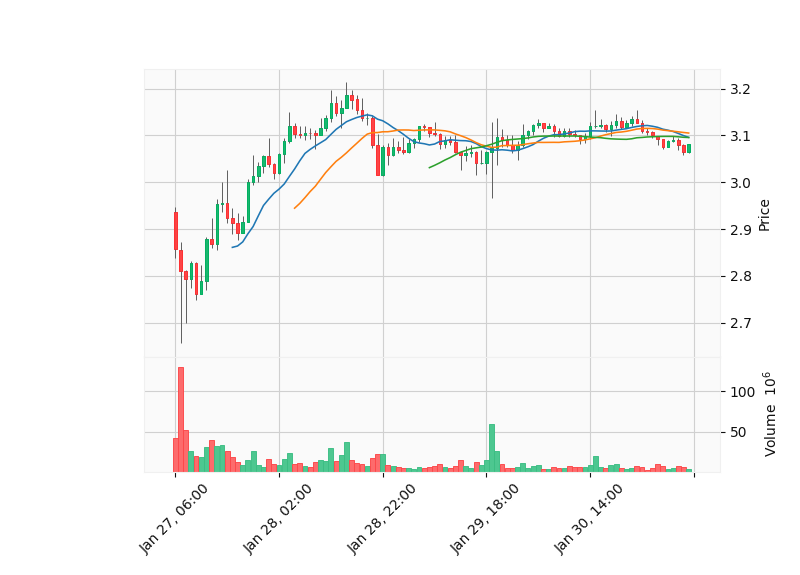 3.2
3.1
3.0
2.9
2.8
2.7
Price
100
50
Volume 10^6
Jan 27, 06:00
Jan 28, 02:00
Jan 28, 22:00
Jan 29, 18:00
Jan 30, 14:00